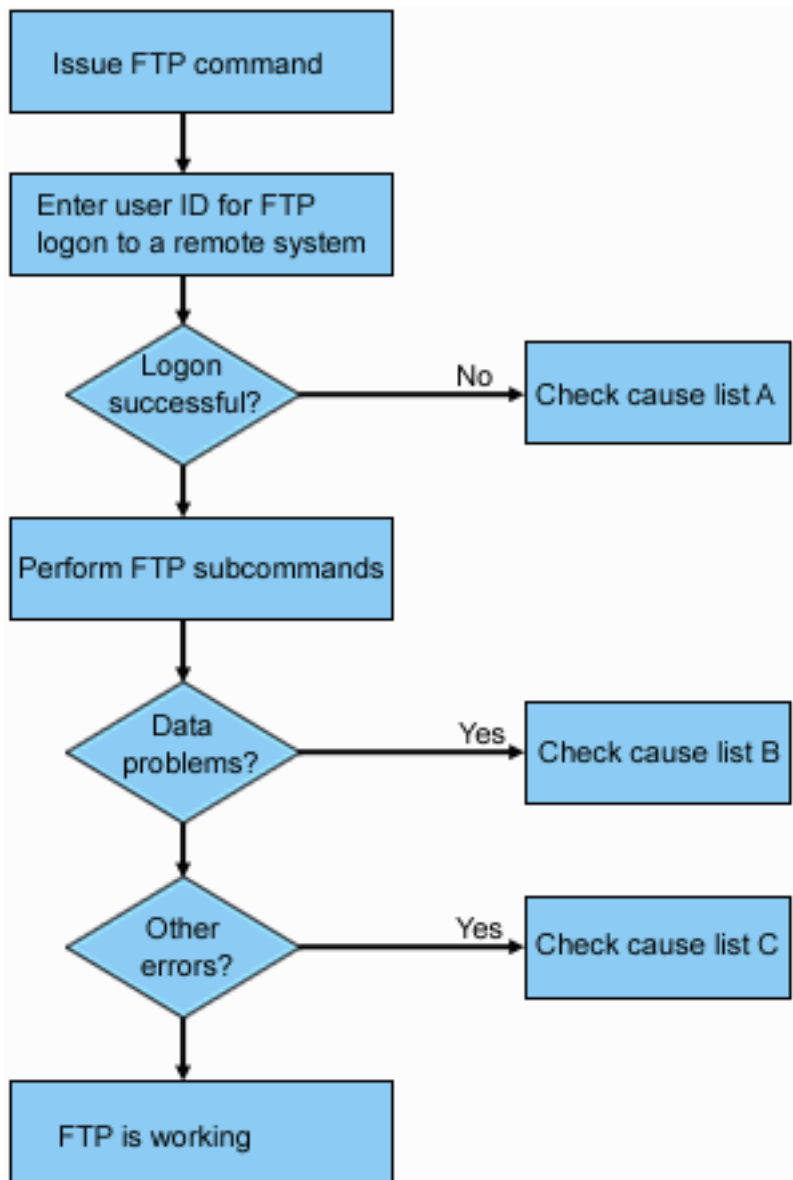 Issue FTP command
Enter user ID for FTP
logon to a remote system
Logon
successful?
No
Check cause list A
Perform FTP subcommands
Data
problems?
Yes
Check cause list B
Other
errors?
Yes
Check cause list C
FTP is working